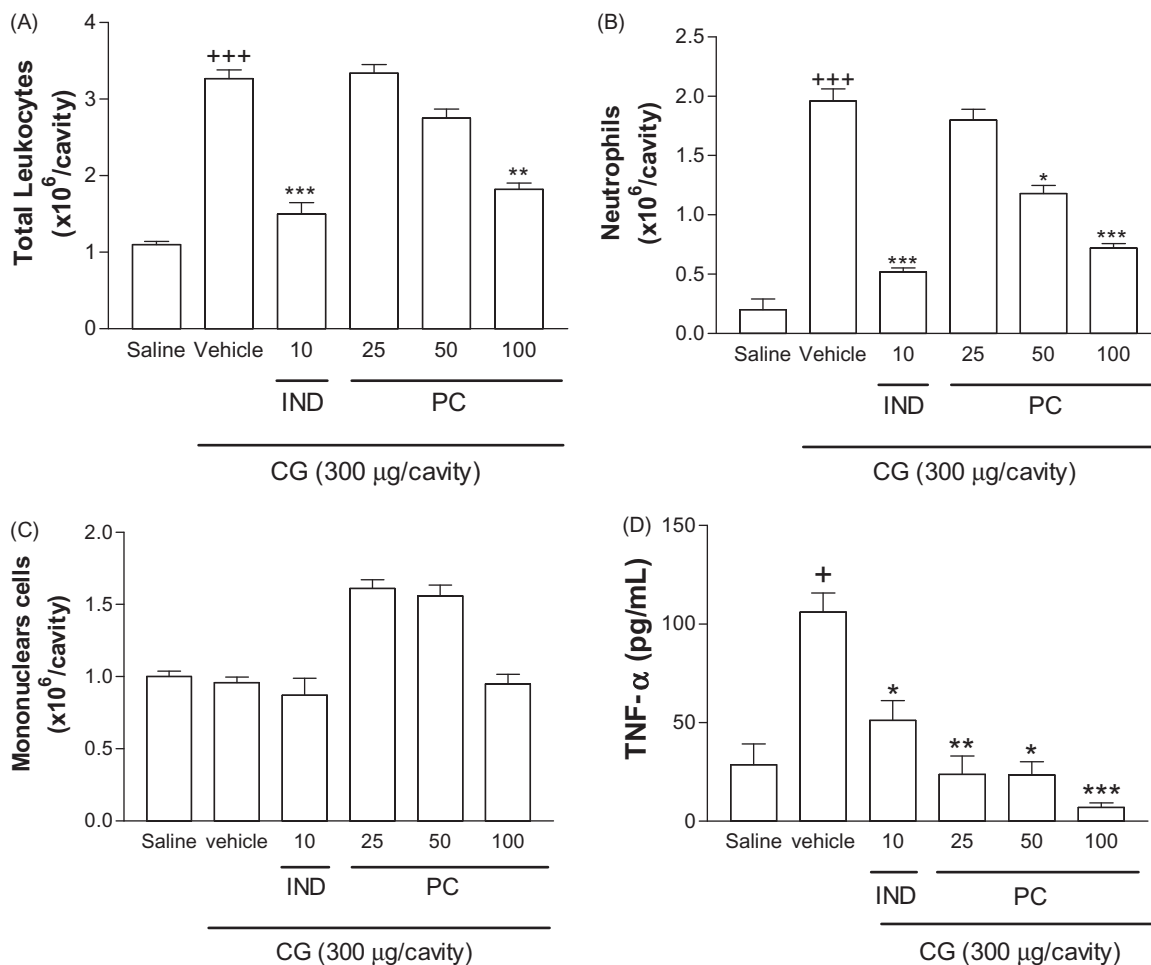 (A)
Total Leukocytes
(x10⁶/cavity)
4
3
2
1
0
+++
***
**
Saline Vehicle 10 25 50 100
IND PC
CG (300 μg/cavity)
(B)
Neutrophils
(x10⁶/cavity)
2.5
2.0
1.5
1.0
0.5
0.0
+++
***
*
***
Saline Vehicle 10 25 50 100
IND PC
CG (300 μg/cavity)
(C)
Mononuclears cells
(x10⁶/cavity)
2.0
1.5
1.0
0.5
0.0
Saline vehicle 10 25 50 100
IND PC
CG (300 μg/cavity)
(D)
TNF-α (pg/mL)
150
100
50
0
+
*
**
*
***
Saline vehicle 10 25 50 100
IND PC
CG (300 μg/cavity)